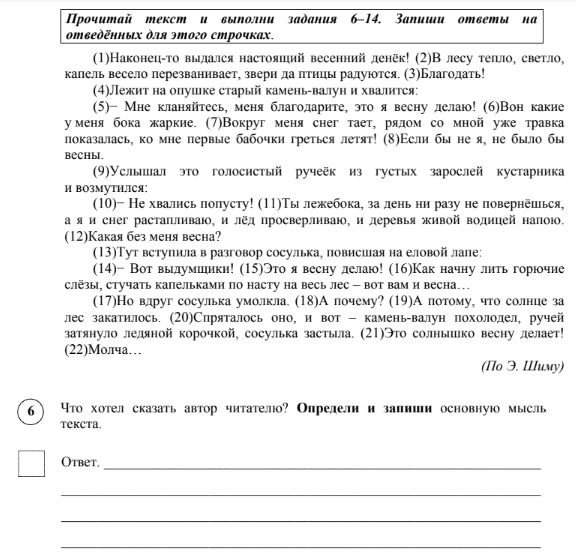 Прочитай текст и выполни задания 6–14. Запиши ответы на
отведённых для этого строчках.
(1)Наконец-то выдался настоящий весенний денёк! (2)В лесу тепло, светло,
капель весело перезванивает, звери да птицы радуются. (3)Благодать!
(4)Лежит на опушке старый камень-валун и хвалится:
(5)− Мне кланяйтесь, меня благодарите, это я весну делаю! (6)Вон какие
у меня бока жаркие. (7)Вокруг меня снег тает, рядом со мной уже травка
показалась, ко мне первые бабочки греться летят! (8)Если бы не я, не было бы
весны.
(9)Услышал это голосистый ручеёк из густых зарослей кустарника
и возмутился:
(10)− Не хвались попусту! (11)Ты лежебока, за день ни разу не повернёшься,
а я и снег растапливаю, и лёд просверливаю, и деревья живой водицей напою.
(12)Какая без меня весна?
(13)Тут вступила в разговор сосулька, повисшая на еловой лапе:
(14)− Вот выдумщики! (15)Это я весну делаю! (16)Как начну лить горючие
слёзы, стучать капельками по насту на весь лес – вот вам и весна…
(17)Но вдруг сосулька умолкла. (18)А почему? (19)А потому, что солнце за
лес закатилось. (20)Спряталось оно, и вот – камень-валун похолодел, ручей
затянуло ледяной корочкой, сосулька застыла. (21)Это солнышко весну делает!
(22)Молча…
(По Э. Шиму)
6 Что хотел сказать автор читателю? Определи и запиши основную мысль
текста.
Ответ.